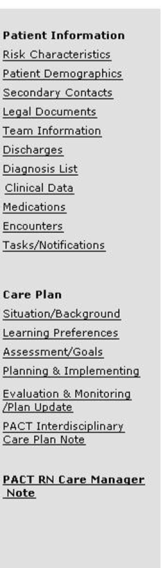 Patient Information
Risk Characteristics
Patient Demographics
Secondary Contacts
Legal Documents
Team Information
Discharges
Diagnosis List
Clinical Data
Medications
Encounters
Tasks/Notifications
Care Plan
Situation/Background
Learning Preferences
Assessment/Goals
Planning & Implementing
Evaluation & Monitoring
/Plan Update
PACT Interdisciplinary
Care Plan Note
PACT RN Care Manager
Note